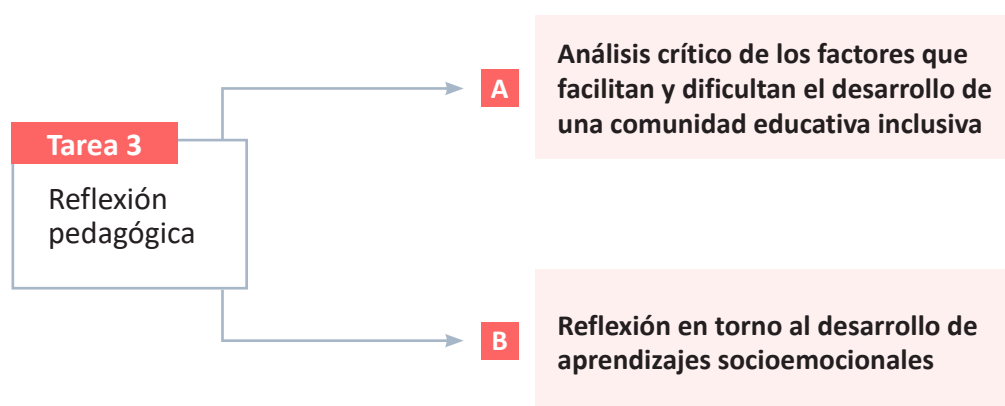 Tarea 3
Reflexión
pedagógica
A
Análisis crítico de los factores que
facilitan y dificultan el desarrollo de
una comunidad educativa inclusiva
B
Reflexión en torno al desarrollo de
aprendizajes socioemocionales